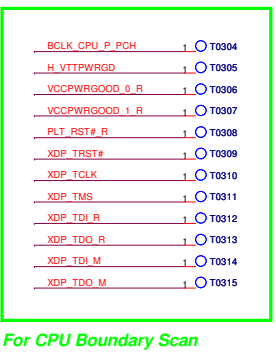 BCLK_CPU_P_PCH 1 T0304
H_VTTPWRGD 1 T0305
VCCPWRGOOD_0_R 1 T0306
VCCPWRGOOD_1_R 1 T0307
PLT_RST#_R 1 T0308
XDP_TRST# 1 T0309
XDP_TCLK 1 T0310
XDP_TMS 1 T0311
XDP_TDI_R 1 T0312
XDP_TDO_R 1 T0313
XDP_TDI_M 1 T0314
XDP_TDO_M 1 T0315
For CPU Boundary Scan